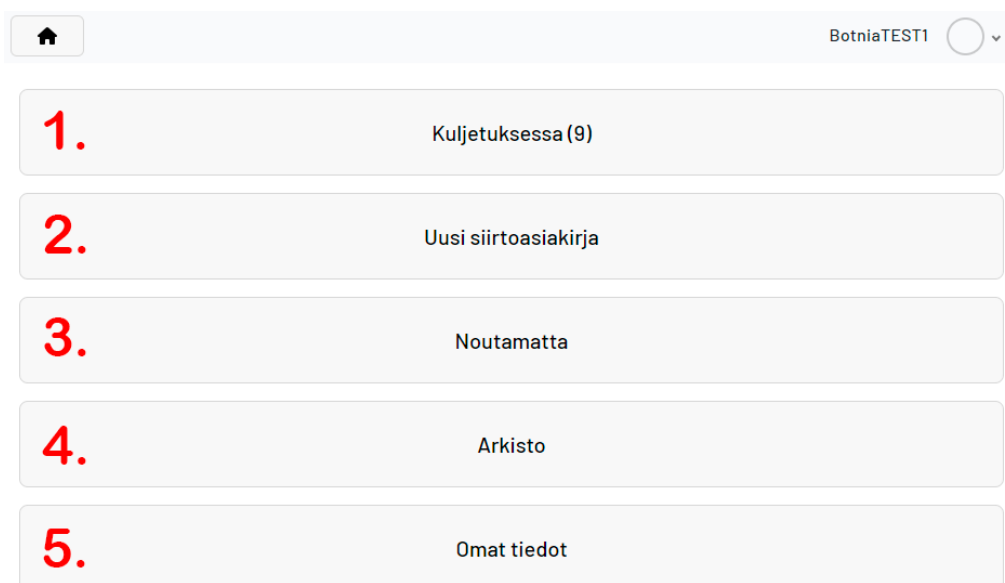 BotniaTEST1
1. Kuljetuksessa (9)
2. Uusi siirtoasiakirja
3. Noutamatta
4. Arkisto
5. Omat tiedot